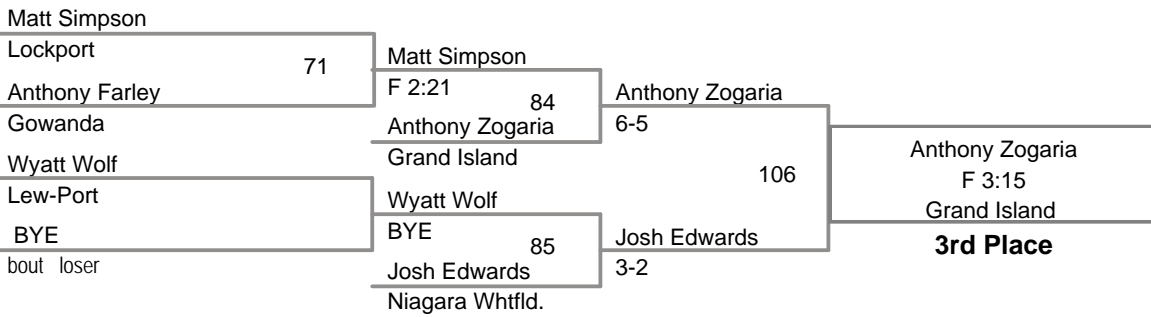 Matt Simpson
Lockport
71
Anthony Farley
Gowanda
Wyatt Wolf
Lew-Port
BYE
bout loser
Matt Simpson
F 2:21
84
Anthony Zogaria
Grand Island
Wyatt Wolf
BYE
85
Josh Edwards
Niagara Whtfld.
Anthony Zogaria
6-5
106
Josh Edwards
3-2
Anthony Zogaria
F 3:15
Grand Island
3rd Place